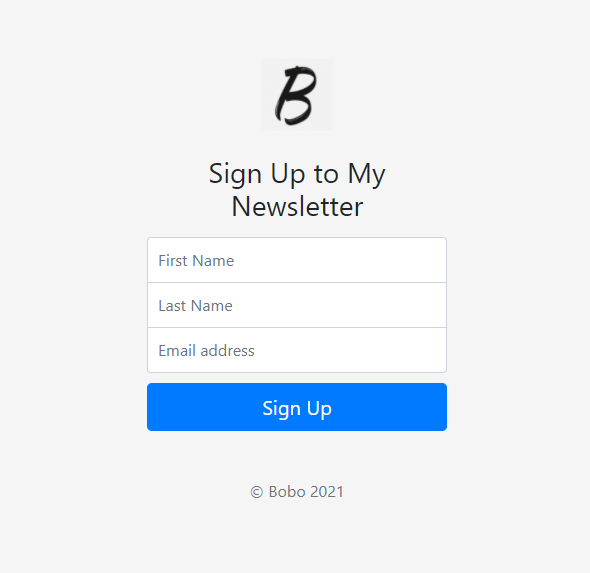 B
Sign Up to My
Newsletter
First Name
Last Name
Email address
Sign Up
© Bobo 2021